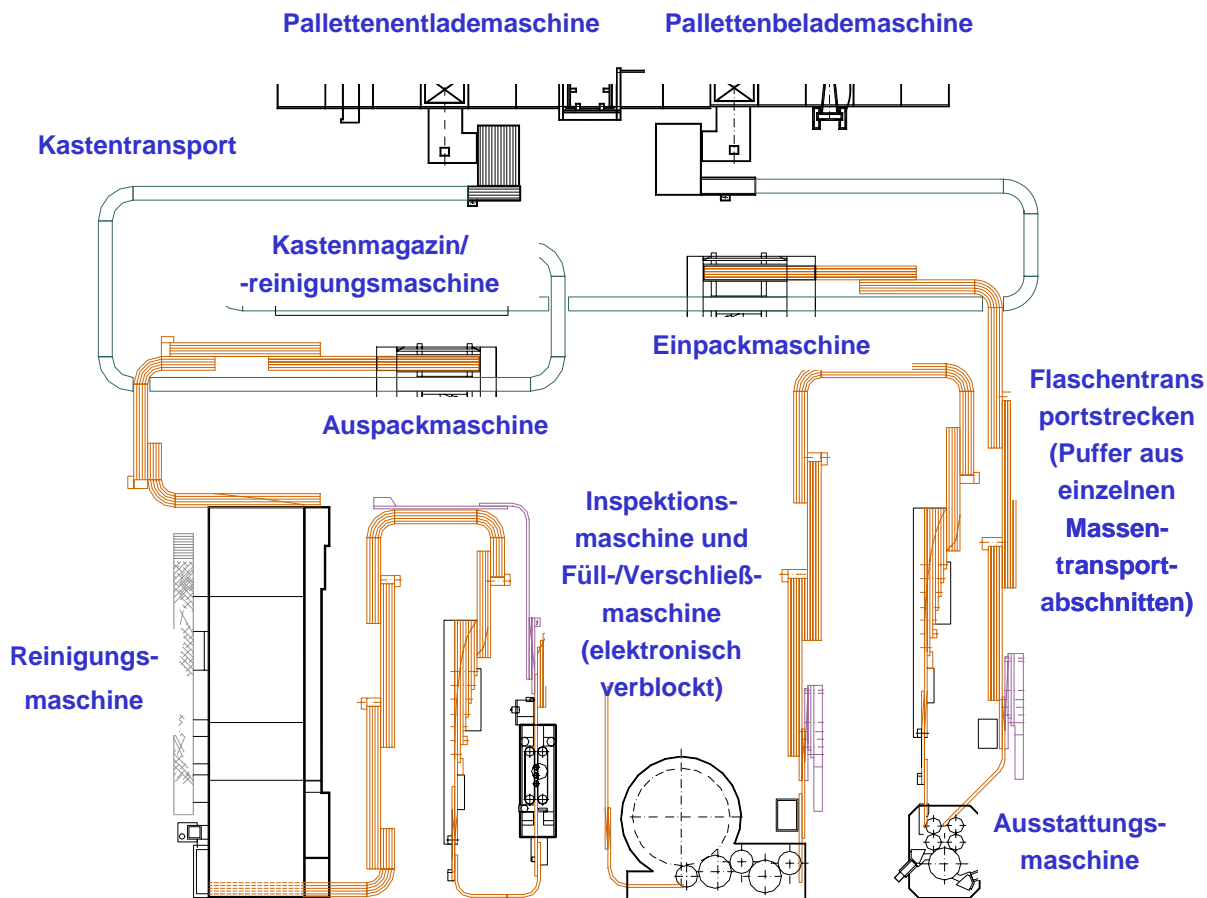 Pallettenentlademaschine
Pallettenbelademaschine
Kastentransport
Kastenmagazin/
-reinigungsmaschine
Einpackmaschine
Auspackmaschine
Flaschentrans
portstrecken
(Puffer aus
einzelnen
Massen-
transport-
abschnitten)
Inspektions-
maschine und
Füll-/Verschließ-
maschine
(elektronisch
verblockt)
Reinigungs-
maschine
Ausstattungs-
maschine